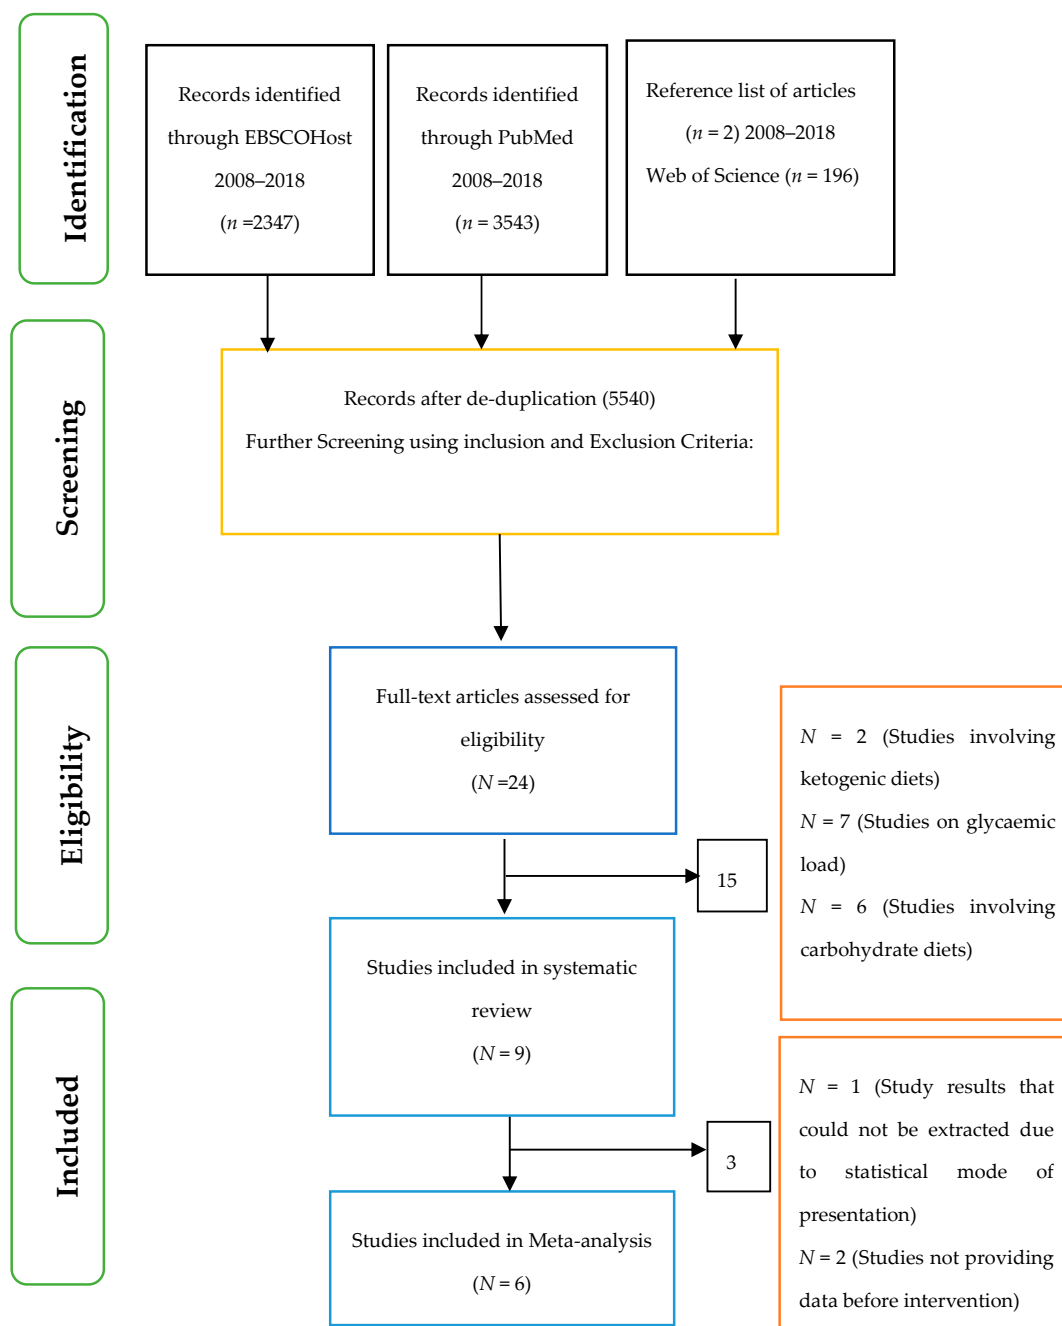 Identification
Records identified
through EBSCOHost
2008–2018
(n =2347)
Records identified
through PubMed
2008–2018
(n = 3543)
Reference list of articles
(n = 2) 2008–2018
Web of Science (n = 196)
Screening
Records after de-duplication (5540)
Further Screening using inclusion and Exclusion Criteria:
Eligibility
Full-text articles assessed for
eligibility
(N =24)
15
N = 2 (Studies involving
ketogenic diets)
N = 7 (Studies on glycaemic
load)
N = 6 (Studies involving
carbohydrate diets)
Studies included in systematic
review
(N = 9)
Included
3
N = 1 (Study results that
could not be extracted due
to statistical mode of
presentation)
N = 2 (Studies not providing
data before intervention)
Studies included in Meta-analysis
(N = 6)